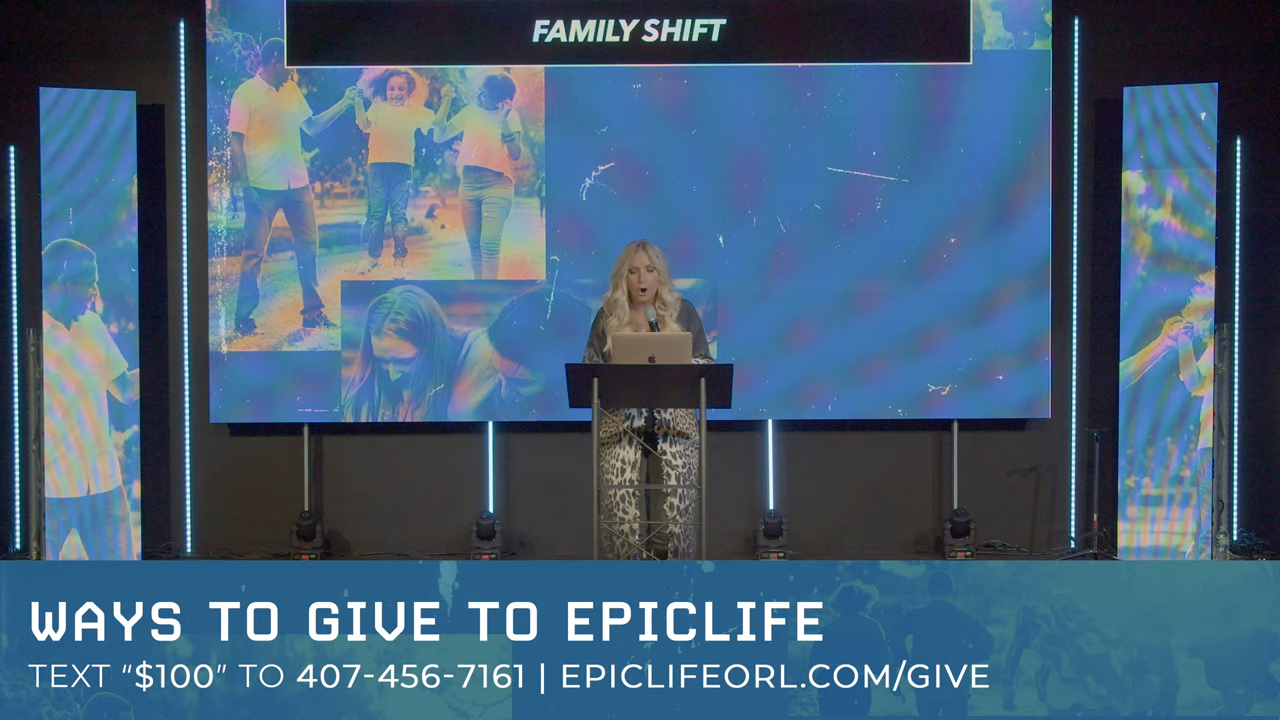 FAMILY SHIFT
WAYS TO GIVE TO EPICLIFE
TEXT “$100” TO 407-456-7161 | EPICLIFEORL.COM/GIVE